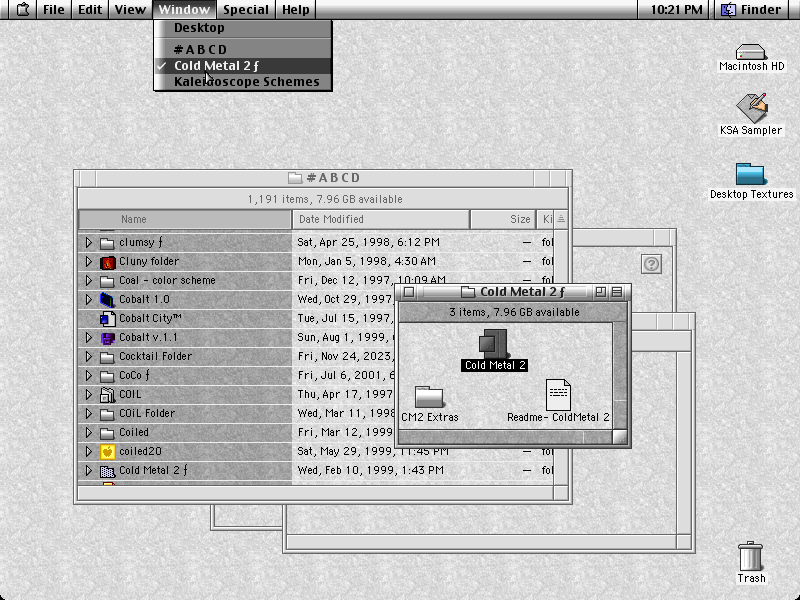 File Edit View Window Special Help 10:21 PM Finder
Desktop
#ABCD
✓ Cold Metal 2 ƒ
Kaleidoscope Schemes
Macintosh HD
KSA Sampler
Desktop Textures
#ABCD
1,191 items, 7.96 GB available
Name Date Modified Size Ki
clumsy ƒ Sat, Apr 25, 1998, 6:12 PM — fol
Cluny folder Mon, Jan 5, 1998, 4:30 AM — fol
Coal - color scheme Fri, Dec 12, 1997, 10:09 AM — fol
Cobalt 1.0 Wed, Oct 29, 1997,
Cobalt City™ Tue, Jul 15, 1997,
Cobalt v.1.1 Sun, Aug 1, 1999,
Cocktail Folder Fri, Nov 24, 2023,
CoCo ƒ Fri, Jul 6, 2001,
COIL Thu, Apr 17, 1997
COiL Folder Wed, Mar 11, 1998
Coiled Fri, Mar 12, 1999
coiled20 Sat, May 29, 1999, 11:45 PM — fol
Cold Metal 2 ƒ Wed, Feb 10, 1999, 1:43 PM — fol
Cold Metal 2 ƒ
3 items, 7.96 GB available
Cold Metal 2
CM2 Extras
Readme- ColdMetal 2
Trash